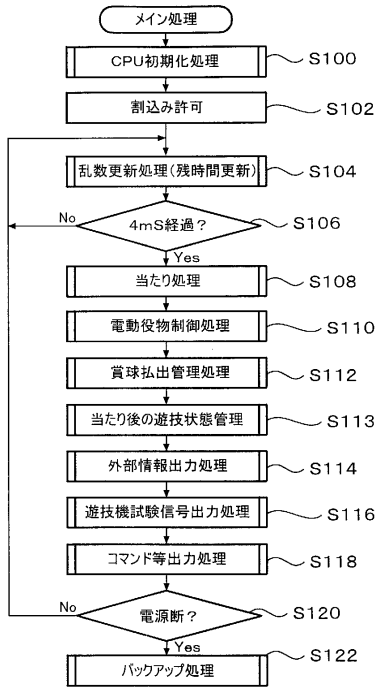 メイン処理
CPU初期化処理
S100
割込み許可
S102
乱数更新処理(残時間更新)
S104
No
4mS経過?
S106
Yes
当たり処理
S108
電動役物制御処理
S110
賞球払出管理処理
S112
当たり後の遊技状態管理
S113
外部情報出力処理
S114
遊技機試験信号出力処理
S116
コマンド等出力処理
S118
No
電源断?
S120
Yes
バックアップ処理
S122